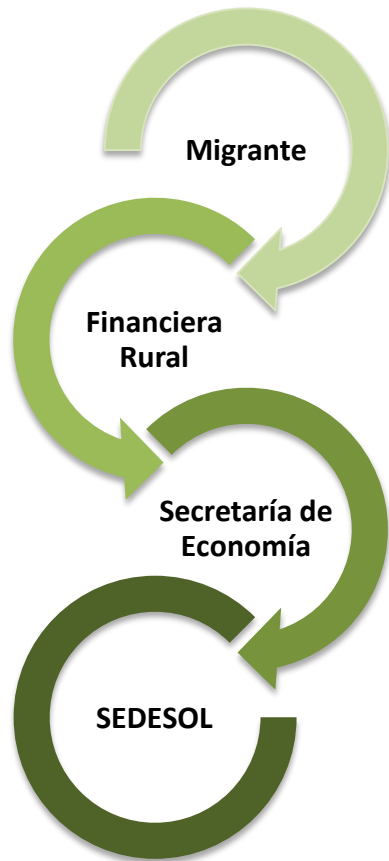 Migrante
Financiera
Rural
Secretaría de
Economía
SEDESOL